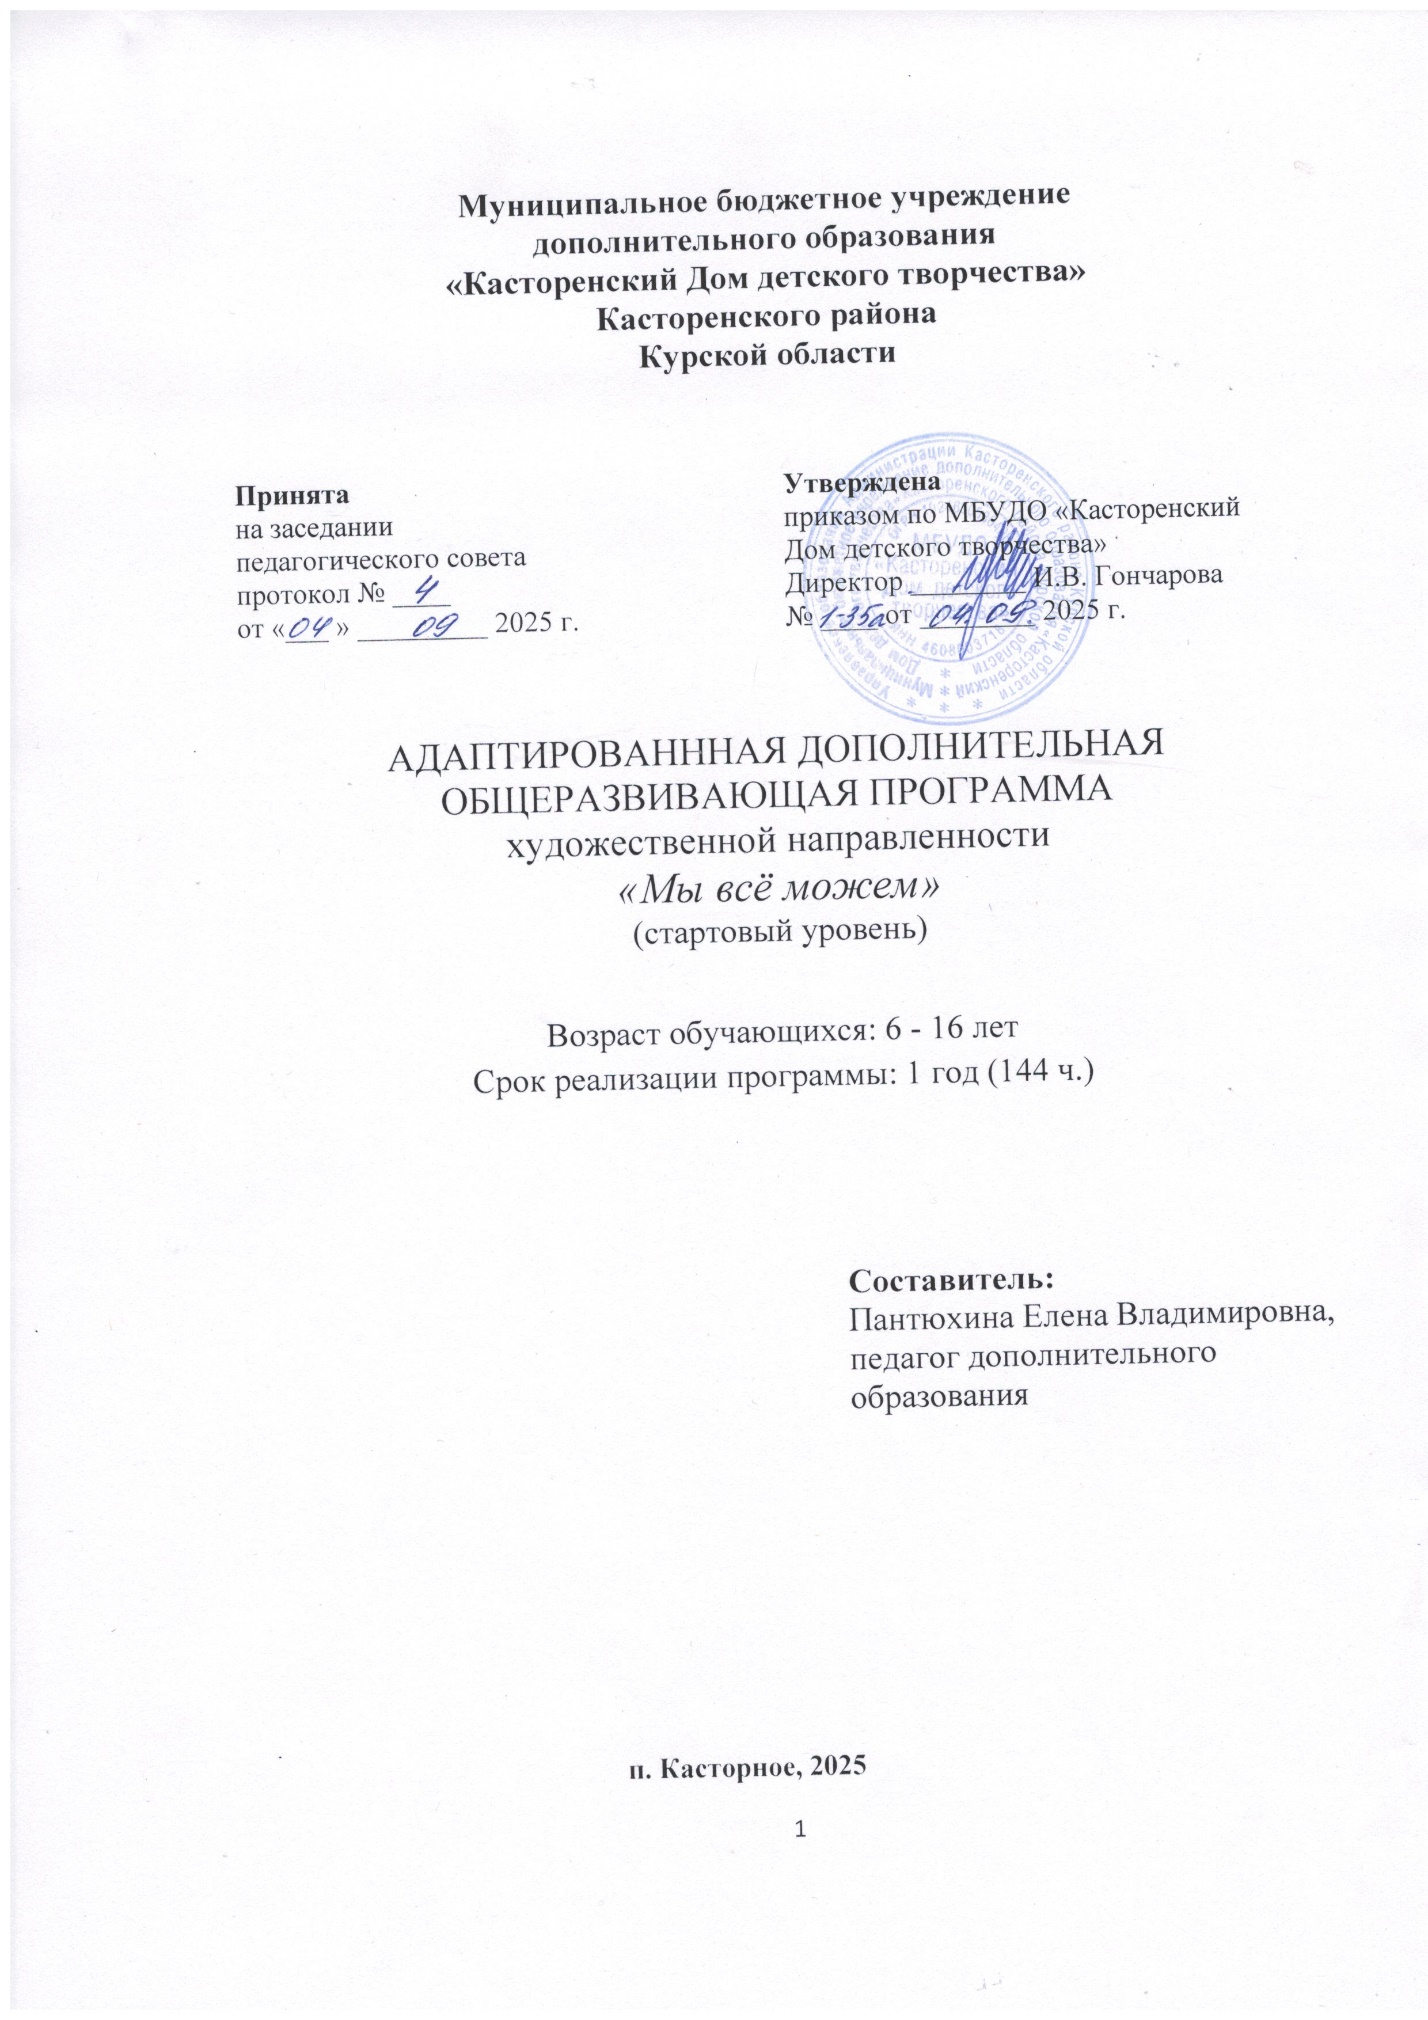 Муниципальное бюджетное учреждение
дополнительного образования
«Касторенский Дом детского творчества»
Касторенского района
Курской области
Принята
на заседании
педагогического совета
протокол № 4
от «04» 09 2025 г.
Утверждена
приказом по МБУДО «Касторенский
Дом детского творчества»
Директор И.В. Гончарова
№ 1-35а от 04. 09. 2025 г.
АДАПТИРОВАНННАЯ ДОПОЛНИТЕЛЬНАЯ
ОБЩЕРАЗВИВАЮЩАЯ ПРОГРАММА
художественной направленности
«Мы всё можем»
(стартовый уровень)
Возраст обучающихся: 6 - 16 лет
Срок реализации программы: 1 год (144 ч.)
Составитель:
Пантюхина Елена Владимировна,
педагог дополнительного
образования
п. Касторное, 2025
1